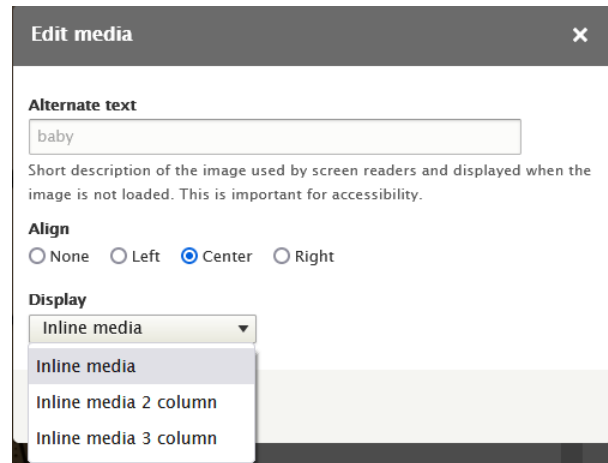 Edit media
Alternate text
baby
Short description of the image used by screen readers and displayed when the
image is not loaded. This is important for accessibility.
Align
None Left Center Right
Display
Inline media
Inline media
Inline media 2 column
Inline media 3 column